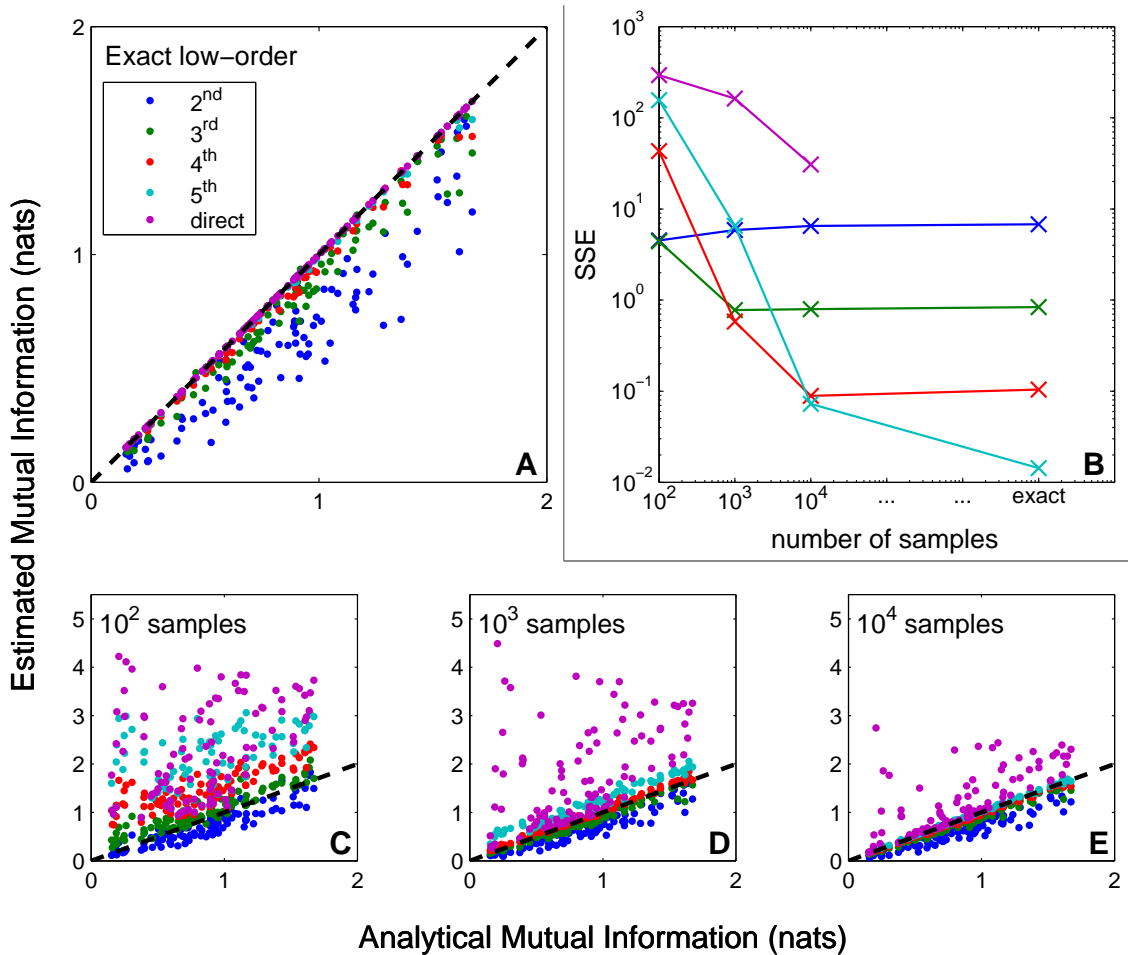 Estimated Mutual Information (nats)
2
1
0
0
1
2
Exact low−order
2nd
3rd
4th
5th
direct
A
SSE
10^3
10^2
10^1
10^0
10^−1
10^−2
10^2
10^3
10^4
...
...
exact
number of samples
B
10^2 samples
5
4
3
2
1
0
0
1
2
C
10^3 samples
5
4
3
2
1
0
0
1
2
D
10^4 samples
5
4
3
2
1
0
0
1
2
E
Analytical Mutual Information (nats)